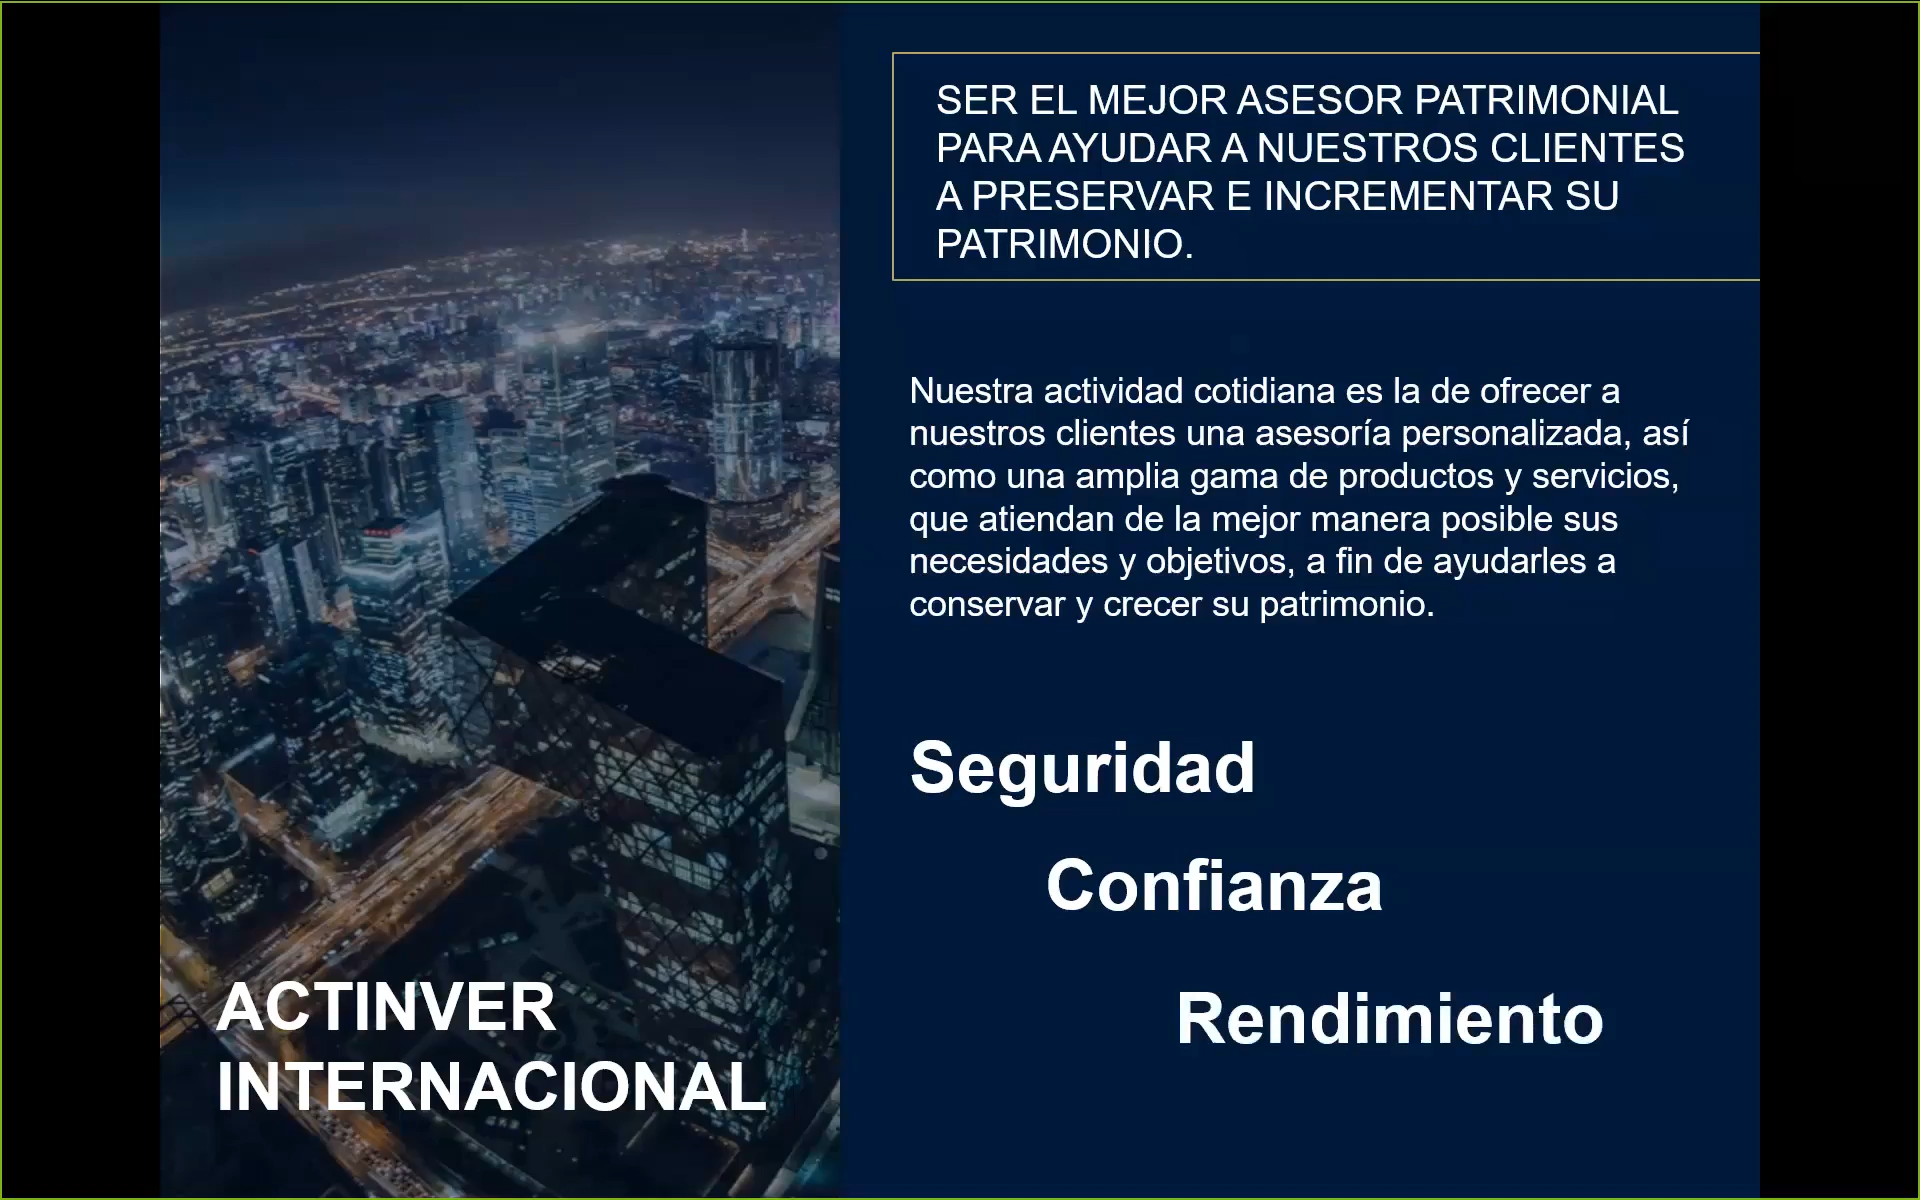 SER EL MEJOR ASESOR PATRIMONIAL
PARA AYUDAR A NUESTROS CLIENTES
A PRESERVAR E INCREMENTAR SU
PATRIMONIO.
Nuestra actividad cotidiana es la de ofrecer a
nuestros clientes una asesoría personalizada, así
como una amplia gama de productos y servicios,
que atiendan de la mejor manera posible sus
necesidades y objetivos, a fin de ayudarles a
conservar y crecer su patrimonio.
Seguridad
Confianza
Rendimiento
ACTINVER
INTERNACIONAL